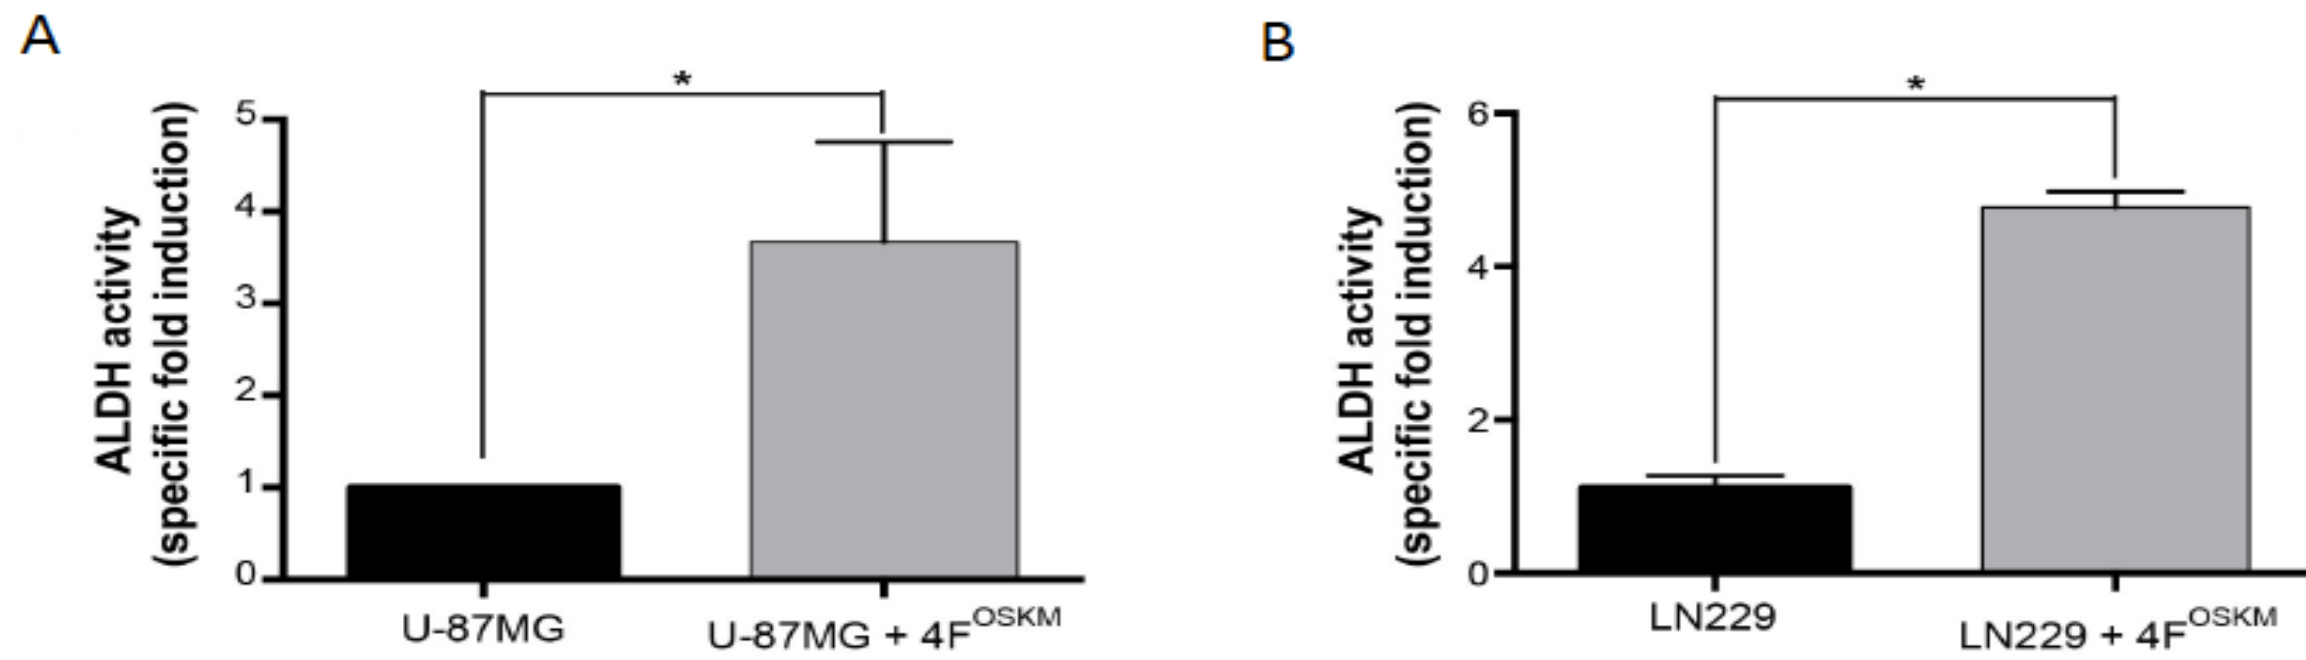 A
*
ALDH activity
(specific fold induction)
5
4
3
2
1
0
U-87MG
U-87MG + 4F^OSKM
B
*
ALDH activity
(specific fold induction)
6
4
2
0
LN229
LN229 + 4F^OSKM